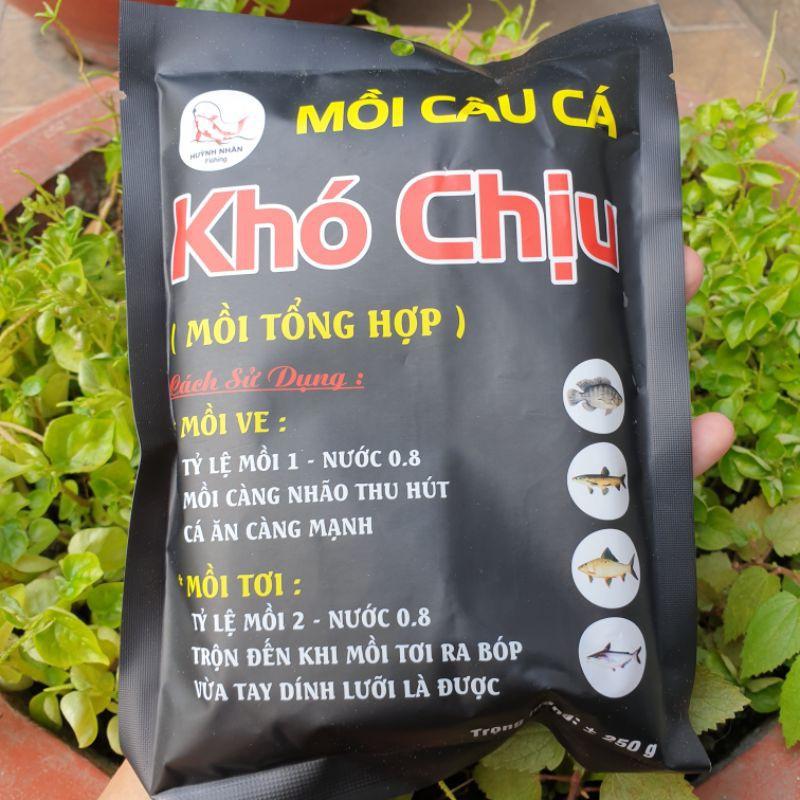 HUỲNH NHÂN
Fishing
MỒI CÂU CÁ
Khó Chịu
( MỒI TỔNG HỢP )
Cách Sử Dụng :
* MỒI VE :
TỶ LỆ MỒI 1 - NƯỚC 0.8
MỒI CÀNG NHÃO THU HÚT
CÁ ĂN CÀNG MẠNH
* MỒI TƠI :
TỶ LỆ MỒI 2 - NƯỚC 0.8
TRỘN ĐẾN KHI MỒI TƠI RA BÓP
VỪA TAY DÍNH LƯỠI LÀ ĐƯỢC
Trọng : ± 250 g